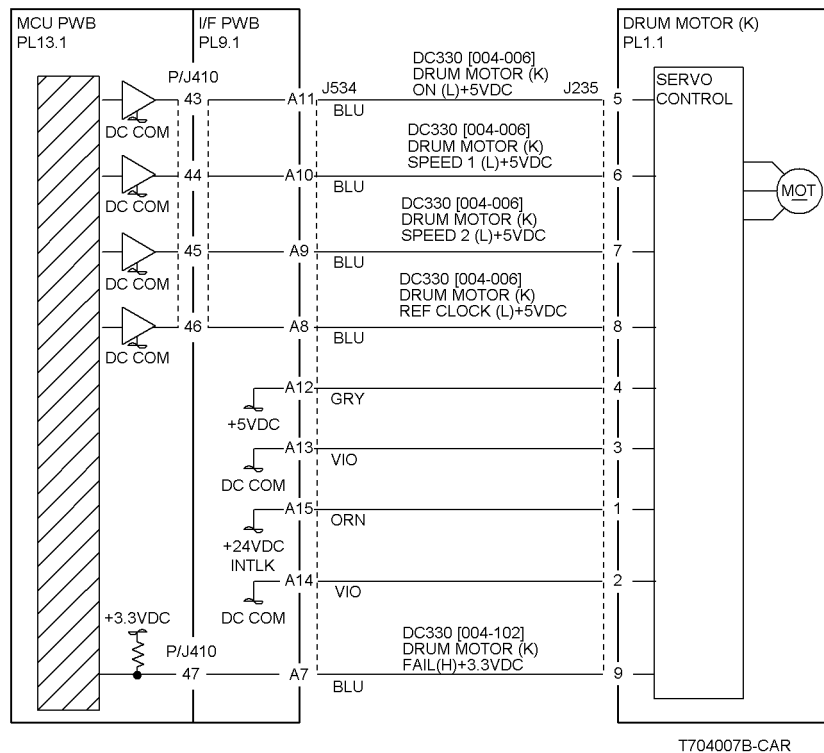 MCU PWB
PL13.1
I/F PWB
PL9.1
DRUM MOTOR (K)
PL1.1
P/J410
J534
J235
SERVO
CONTROL
DC330 [004-006]
DRUM MOTOR (K)
ON (L)+5VDC
43
A11
BLU
5
DC COM
DC330 [004-006]
DRUM MOTOR (K)
SPEED 1 (L)+5VDC
44
A10
BLU
6
DC COM
MOT
DC330 [004-006]
DRUM MOTOR (K)
SPEED 2 (L)+5VDC
45
A9
BLU
7
DC COM
DC330 [004-006]
DRUM MOTOR (K)
REF CLOCK (L)+5VDC
46
A8
BLU
8
DC COM
A12
GRY
4
+5VDC
A13
VIO
3
DC COM
A15
ORN
1
+24VDC
INTLK
A14
VIO
2
DC COM
+3.3VDC
P/J410
DC330 [004-102]
DRUM MOTOR (K)
FAIL(H)+3.3VDC
47
A7
BLU
9
T704007B-CAR